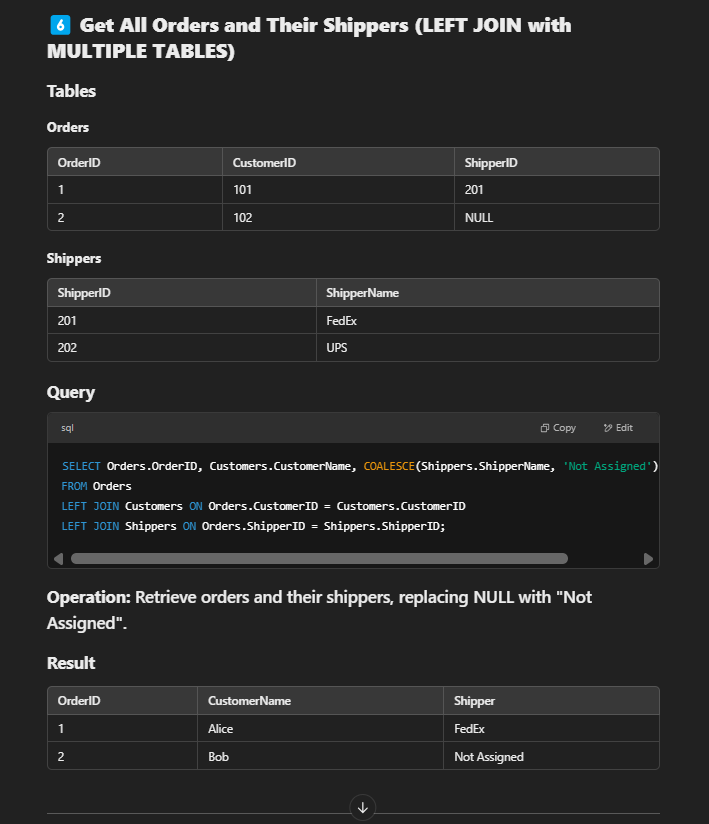 6 Get All Orders and Their Shippers (LEFT JOIN with
MULTIPLE TABLES)
Tables
Orders
OrderID CustomerID ShipperID
1 101 201
2 102 NULL
Shippers
ShipperID ShipperName
201 FedEx
202 UPS
Query
sql Copy Edit
SELECT Orders.OrderID, Customers.CustomerName, COALESCE(Shippers.ShipperName, 'Not Assigned')
FROM Orders
LEFT JOIN Customers ON Orders.CustomerID = Customers.CustomerID
LEFT JOIN Shippers ON Orders.ShipperID = Shippers.ShipperID;
Operation: Retrieve orders and their shippers, replacing NULL with "Not
Assigned".
Result
OrderID CustomerName Shipper
1 Alice FedEx
2 Bob Not Assigned